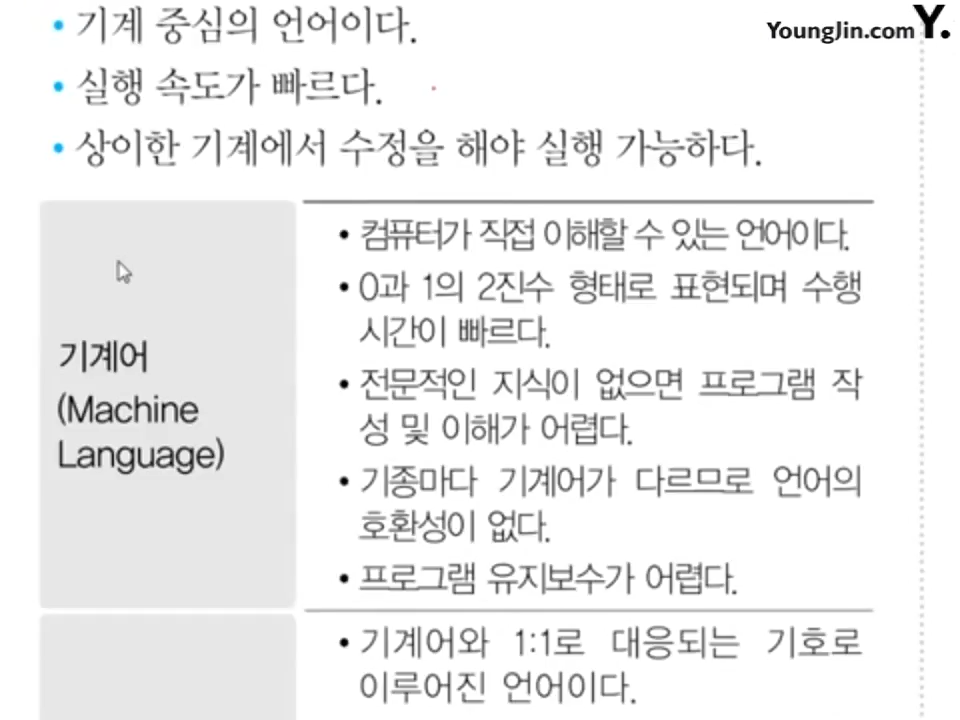 • 기계 중심의 언어이다.
YoungJin.com Y.
• 실행 속도가 빠르다.
• 상이한 기계에서 수정을 해야 실행 가능하다.
기계어
(Machine
Language)
• 컴퓨터가 직접 이해할 수 있는 언어이다.
• 0과 1의 2진수 형태로 표현되며 수행
시간이 빠르다.
• 전문적인 지식이 없으면 프로그램 작
성 및 이해가 어렵다.
• 기종마다 기계어가 다르므로 언어의
호환성이 없다.
• 프로그램 유지보수가 어렵다.
• 기계어와 1:1로 대응되는 기호로
이루어진 언어이다.